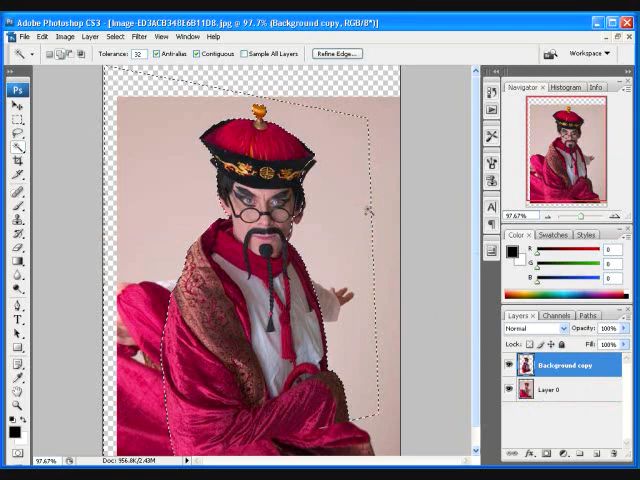 Adobe Photoshop CS3 - [Image-ED3ACB348E6B11DB.jpg @ 97.7% (Background copy, RGB/8*)]
File Edit Image Layer Select Filter View Window Help
Tolerance: 32 Anti-alias Contiguous Sample All Layers Refine Edge... Workspace
Ps
Navigator Histogram Info
97.67%
Color Swatches Styles
R 0
G 0
B 0
Layers Channels Paths
Normal Opacity: 100%
Lock: Fill: 100%
Background copy
Layer 0
97.67% Doc: 956.8K/2.43M